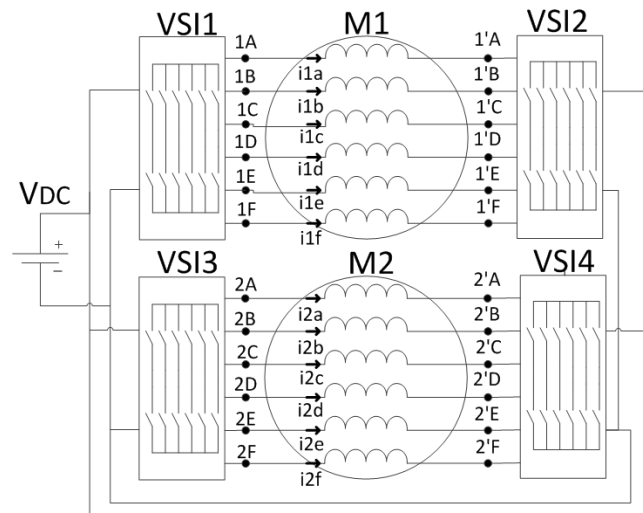 VSI1 M1 VSI2
1A 1'A
i1a
1B 1'B
i1b
1C 1'C
i1c
1D 1'D
i1d
1E 1'E
i1e
1F 1'F
i1f
VDC
+
−
VSI3 M2 VSI4
2A 2'A
i2a
2B 2'B
i2b
2C 2'C
i2c
2D 2'D
i2d
2E 2'E
i2e
2F 2'F
i2f